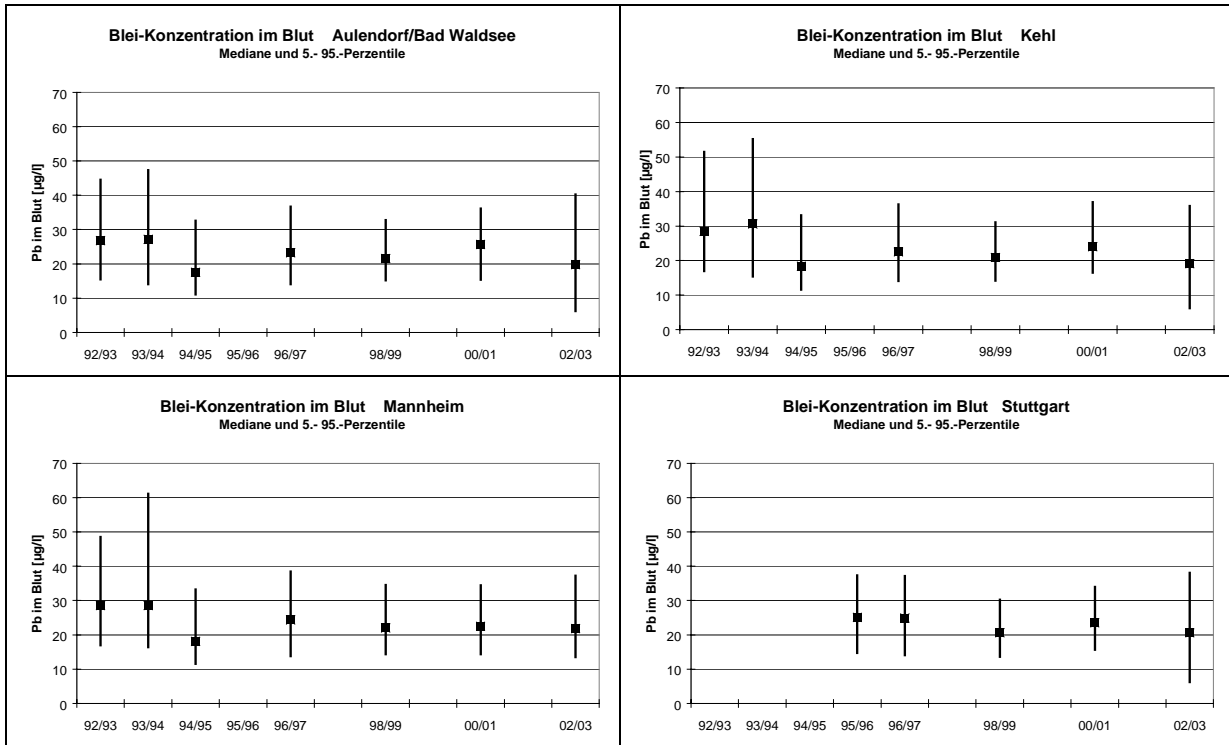 Blei-Konzentration im Blut Aulendorf/Bad Waldsee
Mediane und 5.- 95.-Perzentile
Pb im Blut [µg/l]
70
60
50
40
30
20
10
0
92/93 93/94 94/95 95/96 96/97 98/99 00/01 02/03
Blei-Konzentration im Blut Kehl
Mediane und 5.- 95.-Perzentile
Pb im Blut [µg/l]
70
60
50
40
30
20
10
0
92/93 93/94 94/95 95/96 96/97 98/99 00/01 02/03
Blei-Konzentration im Blut Mannheim
Mediane und 5.- 95.-Perzentile
Pb im Blut [µg/l]
70
60
50
40
30
20
10
0
92/93 93/94 94/95 95/96 96/97 98/99 00/01 02/03
Blei-Konzentration im Blut Stuttgart
Mediane und 5.- 95.-Perzentile
Pb im Blut [µg/l]
70
60
50
40
30
20
10
0
92/93 93/94 94/95 95/96 96/97 98/99 00/01 02/03